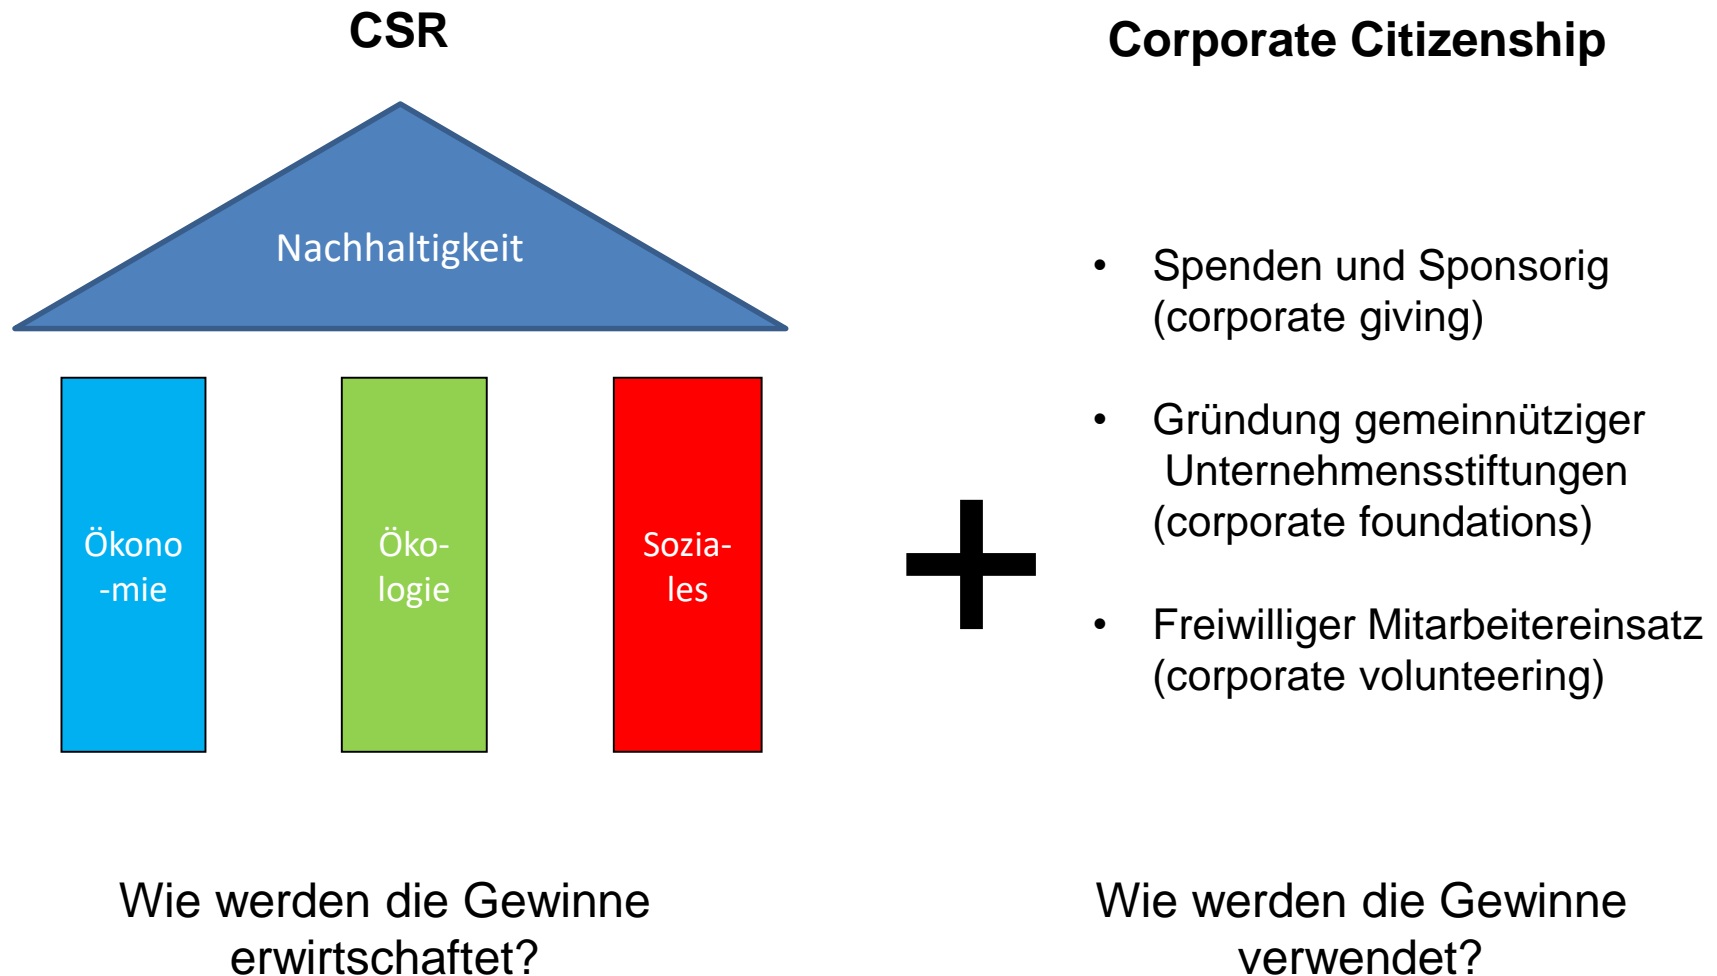 CSR
Nachhaltigkeit
Ökono
-mie
Öko-
logie
Sozia-
les
Wie werden die Gewinne
erwirtschaftet?
+
Corporate Citizenship
• Spenden und Sponsorig
(corporate giving)
• Gründung gemeinnütziger
Unternehmensstiftungen
(corporate foundations)
• Freiwilliger Mitarbeitereinsatz
(corporate volunteering)
Wie werden die Gewinne
verwendet?